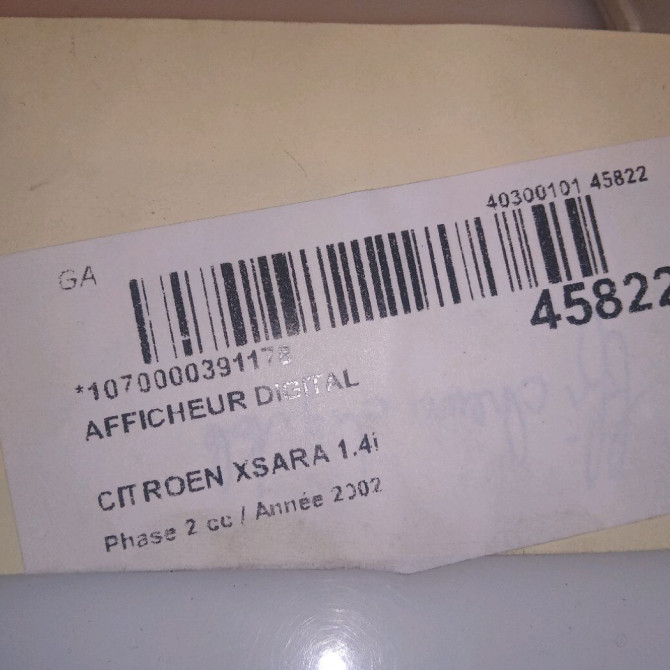 40300101 45822
GA
45822
*1070000391178
AFFICHEUR DIGITAL
CITROEN XSARA 1.4i
Phase 2 cc / Année 2002